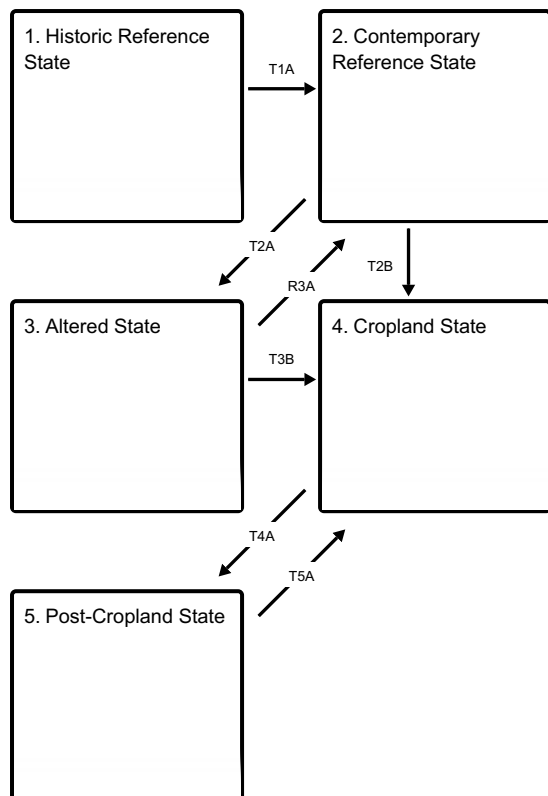 1. Historic Reference
State
T1A
2. Contemporary
Reference State
T2A
R3A
T2B
3. Altered State
T3B
4. Cropland State
T4A
T5A
5. Post-Cropland State